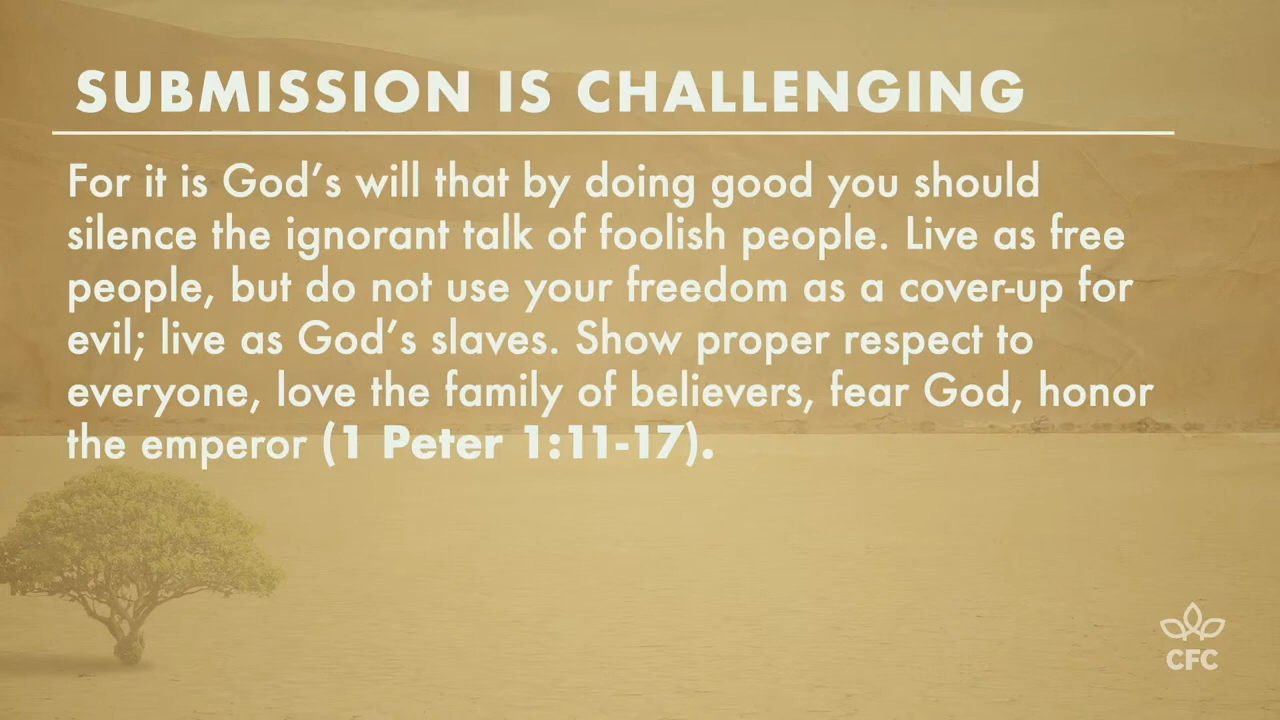 SUBMISSION IS CHALLENGING
For it is God’s will that by doing good you should
silence the ignorant talk of foolish people. Live as free
people, but do not use your freedom as a cover-up for
evil; live as God’s slaves. Show proper respect to
everyone, love the family of believers, fear God, honor
the emperor (1 Peter 1:11-17).
CFC